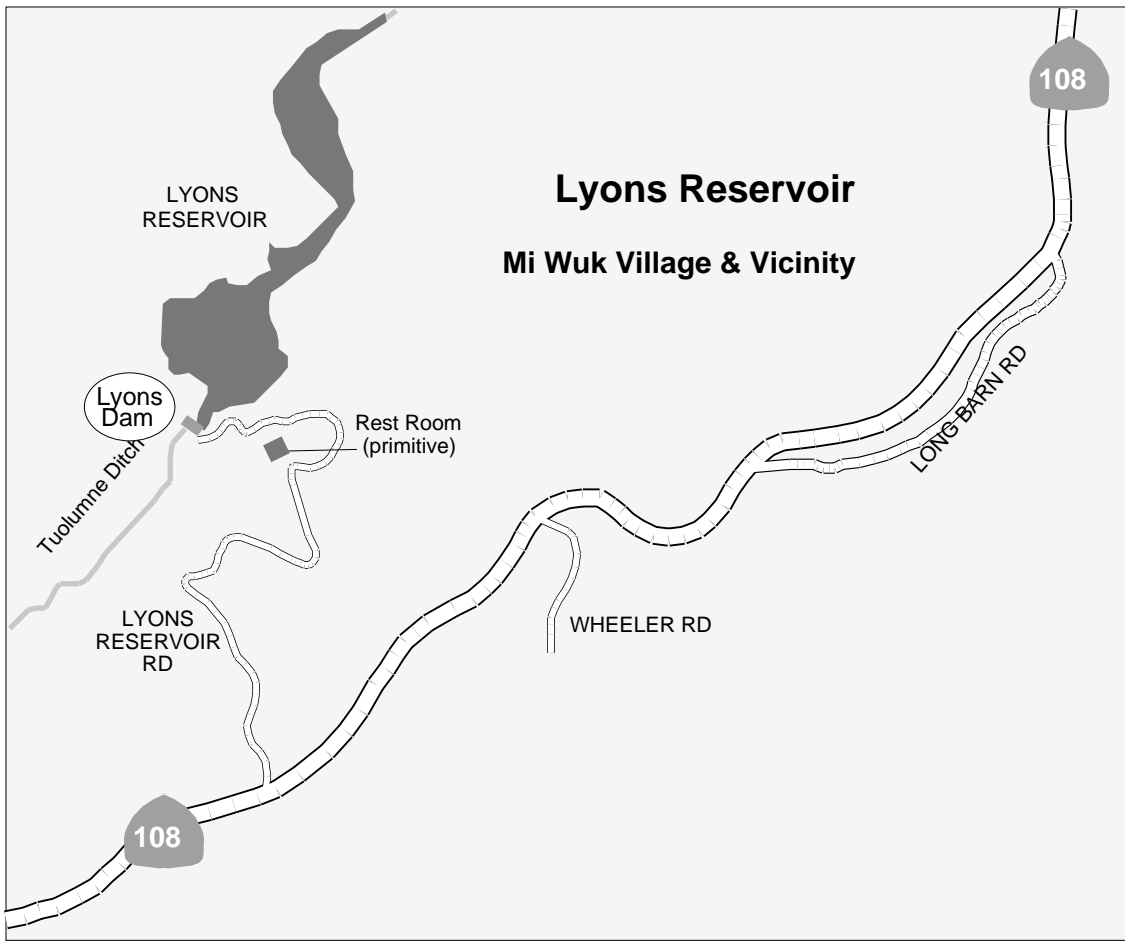 108
Lyons Reservoir
LYONS
RESERVOIR
Mi Wuk Village & Vicinity
LONG BARN RD
Lyons
Dam
Rest Room
(primitive)
Tuolumne Ditch
LYONS
RESERVOIR
RD
WHEELER RD
108